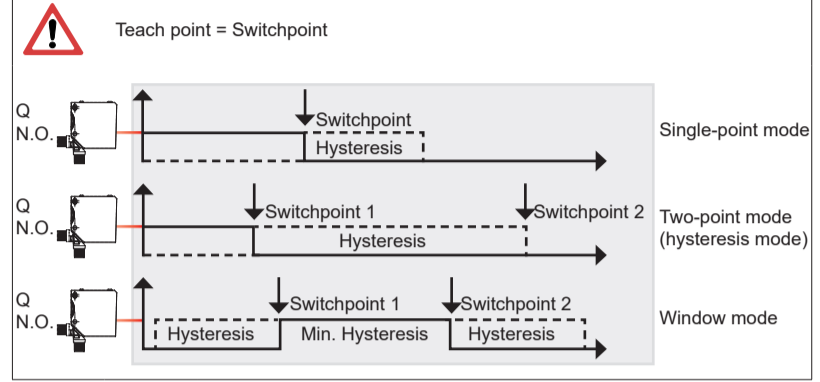 Teach point = Switchpoint
Q
N.O.
Switchpoint
Hysteresis
Single-point mode
Q
N.O.
Switchpoint 1
Switchpoint 2
Hysteresis
Two-point mode
(hysteresis mode)
Q
N.O.
Switchpoint 1
Switchpoint 2
Hysteresis
Min. Hysteresis
Hysteresis
Window mode